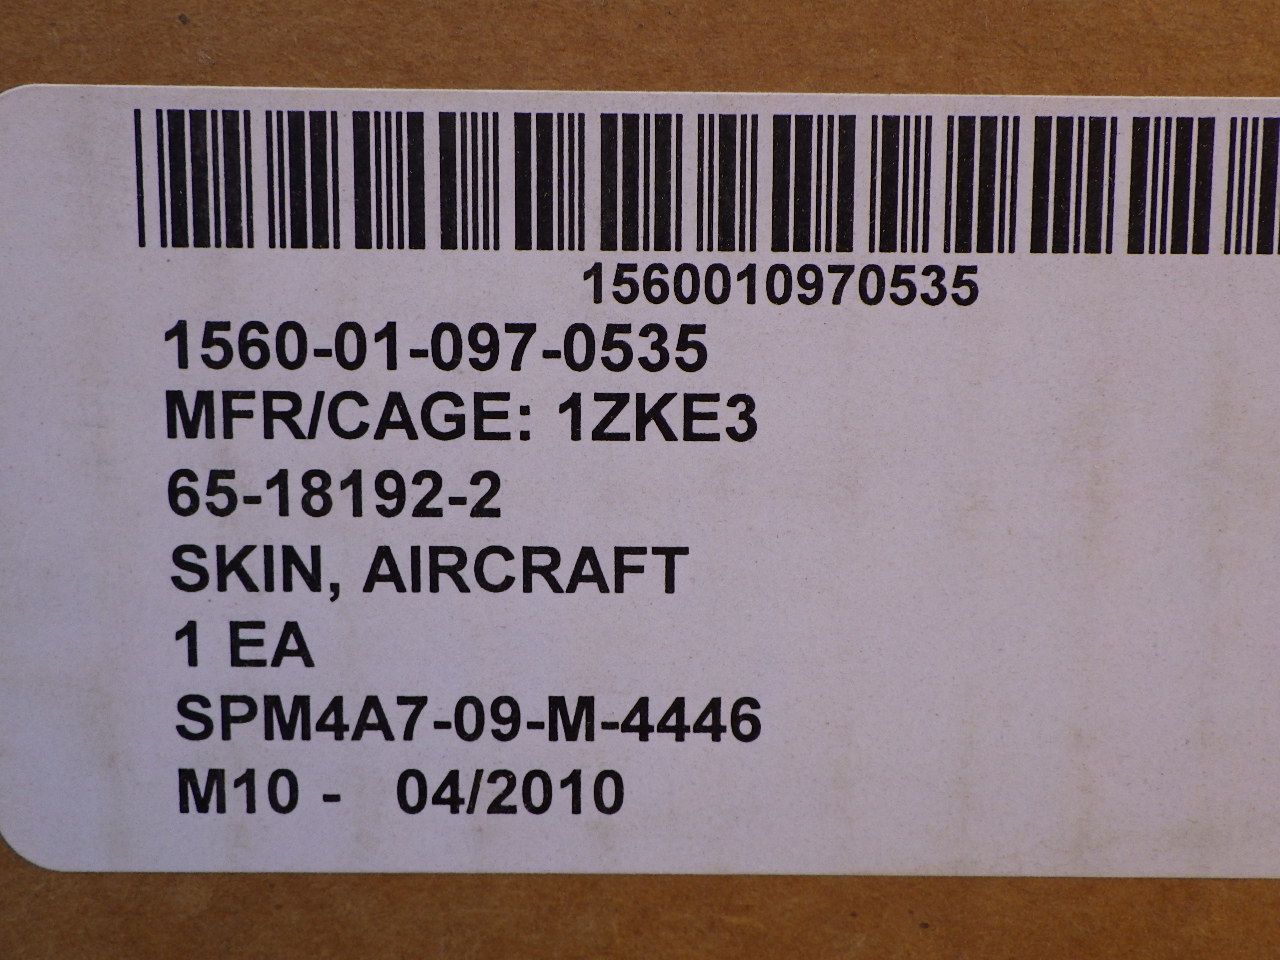 1560010970535
1560-01-097-0535
MFR/CAGE: 1ZKE3
65-18192-2
SKIN, AIRCRAFT
1 EA
SPM4A7-09-M-4446
M10 - 04/2010